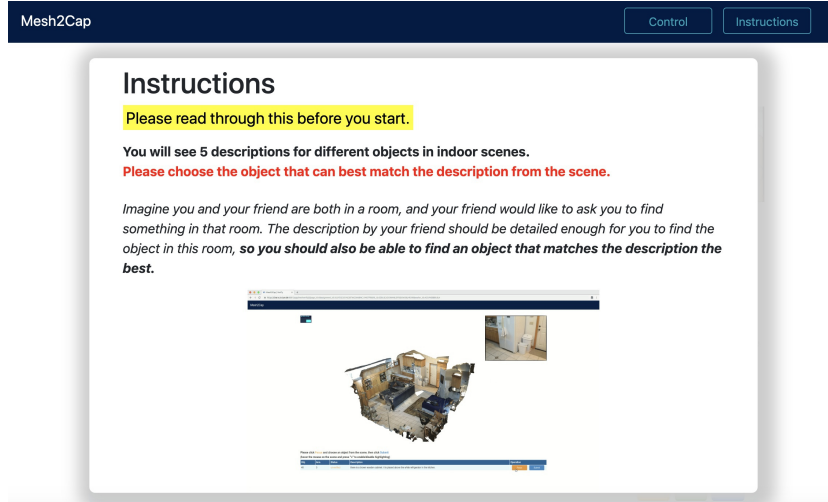 Mesh2Cap
Control
Instructions
Instructions
Please read through this before you start.
You will see 5 descriptions for different objects in indoor scenes.
Please choose the object that can best match the description from the scene.
Imagine you and your friend are both in a room, and your friend would like to ask you to find
something in that room. The description by your friend should be detailed enough for you to find the
object in this room, so you should also be able to find an object that matches the description the
best.
Mesh2Cap